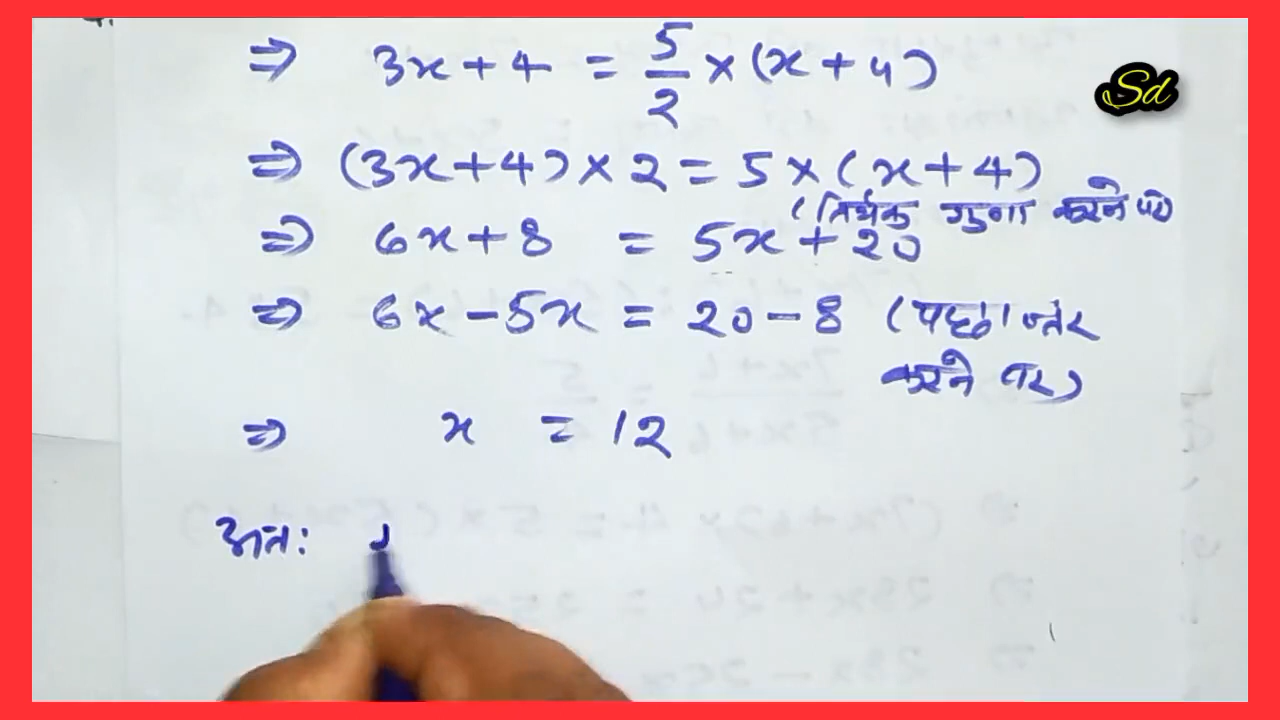 ⇒ 3x + 4 = 5/2 × (x + 4)
Sd
⇒ (3x + 4) × 2 = 5 × (x + 4)
(तिर्यक गुणा करने पर)
⇒ 6x + 8 = 5x + 20
⇒ 6x − 5x = 20 − 8 (पक्षान्तर
करने पर)
⇒ x = 12
अतः